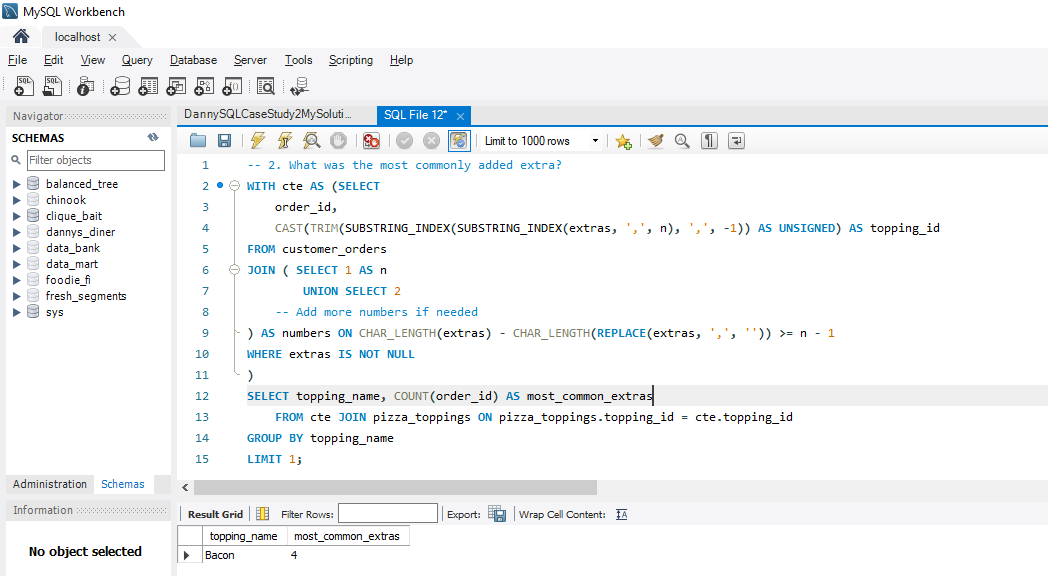 MySQL Workbench
localhost
File Edit View Query Database Server Tools Scripting Help
Navigator
SCHEMAS
Filter objects
balanced_tree
chinook
clique_bait
dannys_diner
data_bank
data_mart
foodie_fi
fresh_segments
sys
Administration Schemas
Information
No object selected
DannySQLCaseStudy2MySoluti... SQL File 12*
Limit to 1000 rows
1 -- 2. What was the most commonly added extra?
2 WITH cte AS (SELECT
3 order_id,
4 CAST(TRIM(SUBSTRING_INDEX(SUBSTRING_INDEX(extras, ',', n), ',', -1)) AS UNSIGNED) AS topping_id
5 FROM customer_orders
6 JOIN ( SELECT 1 AS n
7 UNION SELECT 2
8 -- Add more numbers if needed
9 ) AS numbers ON CHAR_LENGTH(extras) - CHAR_LENGTH(REPLACE(extras, ',', '')) >= n - 1
10 WHERE extras IS NOT NULL
11 )
12 SELECT topping_name, COUNT(order_id) AS most_common_extras
13 FROM cte JOIN pizza_toppings ON pizza_toppings.topping_id = cte.topping_id
14 GROUP BY topping_name
15 LIMIT 1;
Result Grid Filter Rows: Export: Wrap Cell Content:
topping_name most_common_extras
Bacon 4